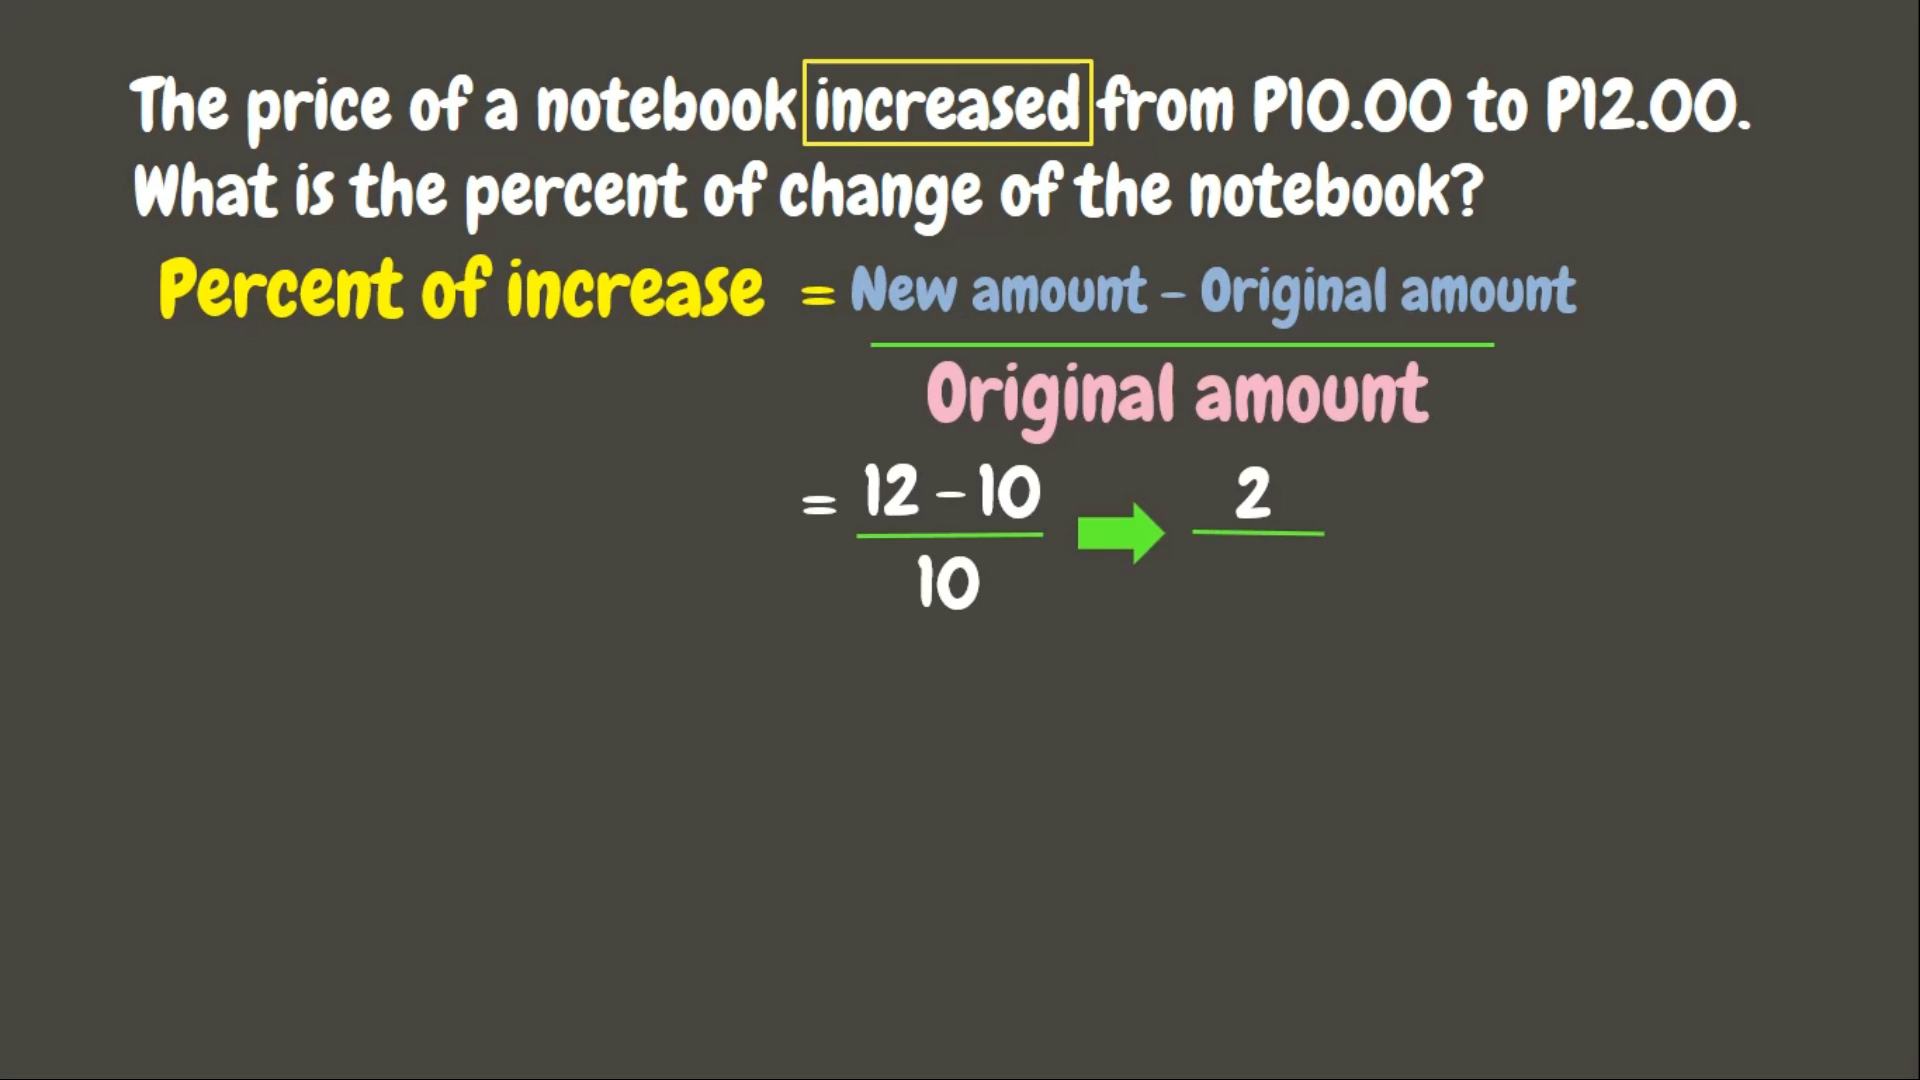 The price of a notebook increased from P10.00 to P12.00.
What is the percent of change of the notebook?
Percent of increase = New amount - Original amount
Original amount
= 12 - 10 2
10